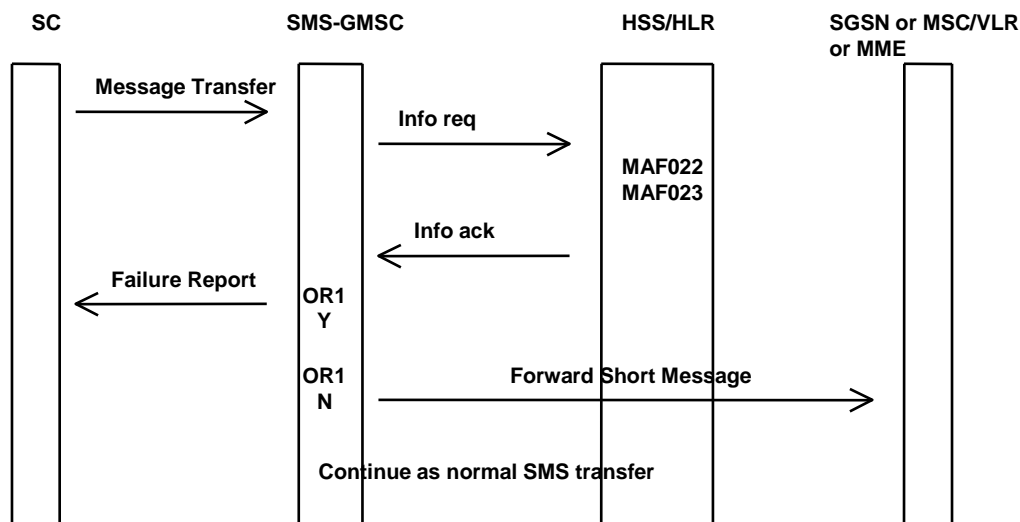 SC
SMS-GMSC
HSS/HLR
SGSN or MSC/VLR
or MME
Message Transfer
Info req
MAF022
MAF023
Info ack
Failure Report
OR1
Y
OR1
N
Forward Short Message
Continue as normal SMS transfer